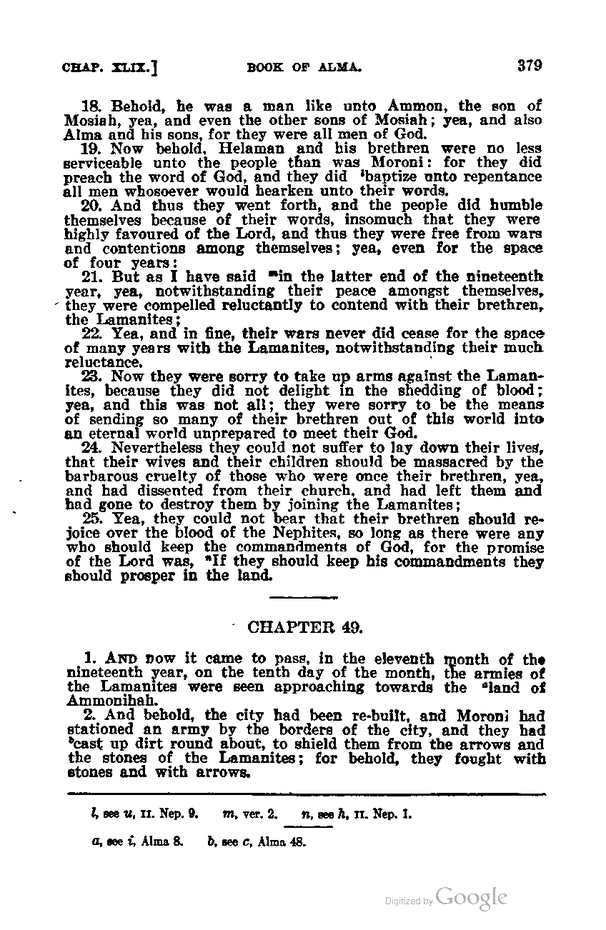 CHAP. XLIX.] BOOK OF ALMA. 379
18. Behold, he was a man like unto Ammon, the son of
Mosiah, yea, and even the other sons of Mosiah; yea, and also
Alma and his sons, for they were all men of God.
19. Now behold, Helaman and his brethren were no less
serviceable unto the people than was Moroni: for they did
preach the word of God, and they did ˡbaptize unto repentance
all men whosoever would hearken unto their words.
20. And thus they went forth, and the people did humble
themselves because of their words, insomuch that they were
highly favoured of the Lord, and thus they were free from wars
and contentions among themselves; yea, even for the space
of four years:
21. But as I have said ᵐin the latter end of the nineteenth
year, yea, notwithstanding their peace amongst themselves,
they were compelled reluctantly to contend with their brethren,
the Lamanites;
22. Yea, and in fine, their wars never did cease for the space
of many years with the Lamanites, notwithstanding their much
reluctance.
23. Now they were sorry to take up arms against the Laman-
ites, because they did not delight in the shedding of blood;
yea, and this was not all; they were sorry to be the means
of sending so many of their brethren out of this world into
an eternal world unprepared to meet their God.
24. Nevertheless they could not suffer to lay down their lives,
that their wives and their children should be massacred by the
barbarous cruelty of those who were once their brethren, yea,
and had dissented from their church, and had left them and
had gone to destroy them by joining the Lamanites;
25. Yea, they could not bear that their brethren should re-
joice over the blood of the Nephites, so long as there were any
who should keep the commandments of God, for the promise
of the Lord was, ⁿIf they should keep his commandments they
should prosper in the land.
CHAPTER 49.
1. AND now it came to pass, in the eleventh month of the
nineteenth year, on the tenth day of the month, the armies of
the Lamanites were seen approaching towards the ᵃland of
Ammonihah.
2. And behold, the city had been re-built, and Moroni had
stationed an army by the borders of the city, and they had
ᵇcast up dirt round about, to shield them from the arrows and
the stones of the Lamanites; for behold, they fought with
stones and with arrows.
l, see u, II. Nep. 9. m, ver. 2. n, see h, II. Nep. 1.
a, see i, Alma 8. b, see c, Alma 48.
Digitized by Google